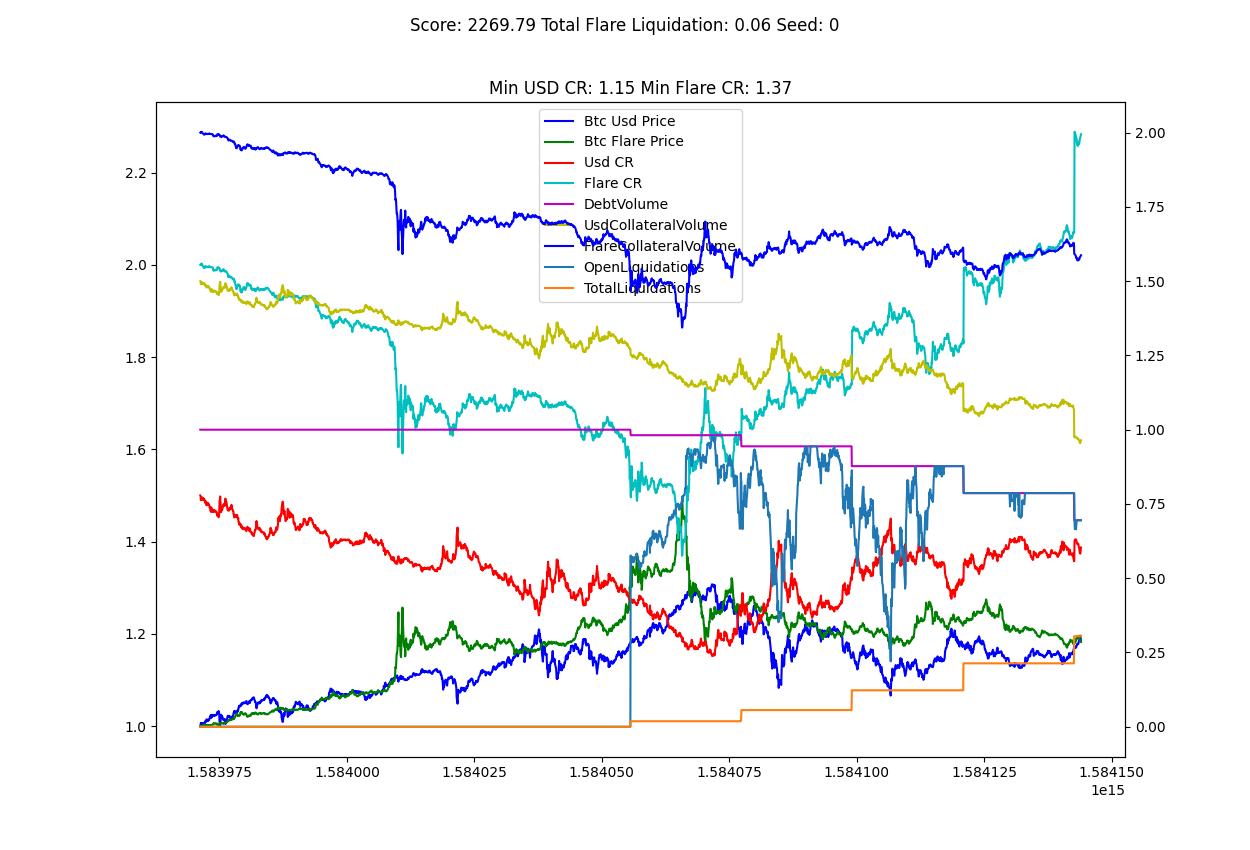 Score: 2269.79 Total Flare Liquidation: 0.06 Seed: 0
Min USD CR: 1.15 Min Flare CR: 1.37
Btc Usd Price
Btc Flare Price
Usd CR
Flare CR
DebtVolume
UsdCollateralVolume
FlareCollateralVolume
OpenLiquidations
TotalLiquidations
2.2
2.0
1.8
1.6
1.4
1.2
1.0
2.00
1.75
1.50
1.25
1.00
0.75
0.50
0.25
0.00
1.583975 1.584000 1.584025 1.584050 1.584075 1.584100 1.584125 1.584150
1e15